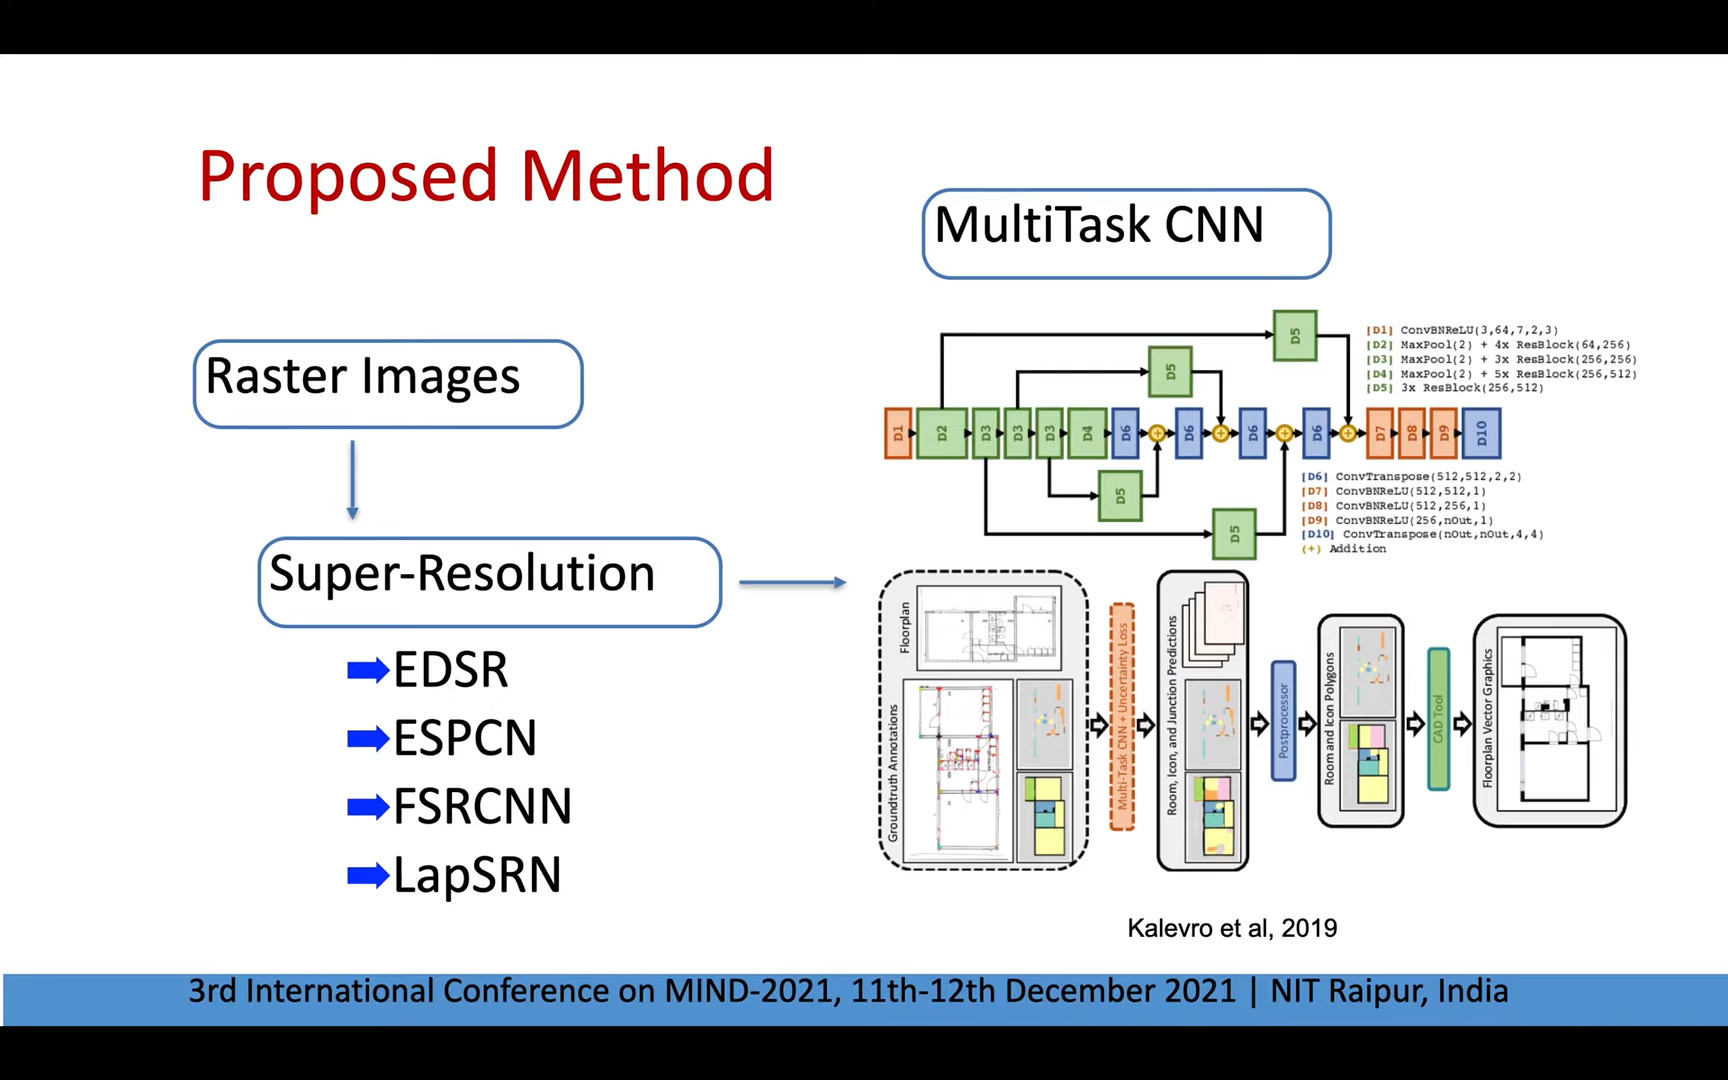 Proposed Method
MultiTask CNN
Raster Images
Super-Resolution
EDSR
ESPCN
FSRCNN
LapSRN
D1
D2
D3
D3
D3
D4
D6
D6
D6
D6
D7
D8
D9
D10
D5
D5
D5
D5
[D1] ConvBNReLU(3,64,7,2,3)
[D2] MaxPool(2) + 4x ResBlock(64,256)
[D3] MaxPool(2) + 3x ResBlock(256,256)
[D4] MaxPool(2) + 5x ResBlock(256,512)
[D5] 3x ResBlock(256,512)
[D6] ConvTranspose(512,512,2,2)
[D7] ConvBNReLU(512,512,1)
[D8] ConvBNReLU(512,256,1)
[D9] ConvBNReLU(256,nOut,1)
[D10] ConvTranspose(nOut,nOut,4,4)
(+) Addition
Floorplan
Groundtruth Annotations
Multi-Task CNN + Uncertainty Loss
Room, Icon, and Junction Predictions
Postprocessor
Room and Icon Polygons
CAD Tool
Floorplan Vector Graphics
Kalevro et al, 2019
3rd International Conference on MIND-2021, 11th-12th December 2021 | NIT Raipur, India